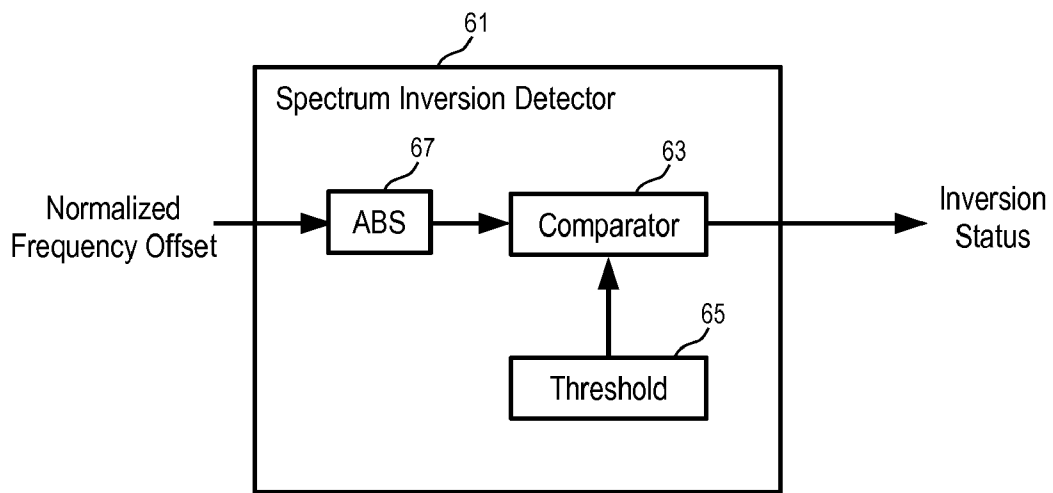 61
Spectrum Inversion Detector
67
63
Normalized
Frequency Offset
ABS
Comparator
Inversion
Status
65
Threshold